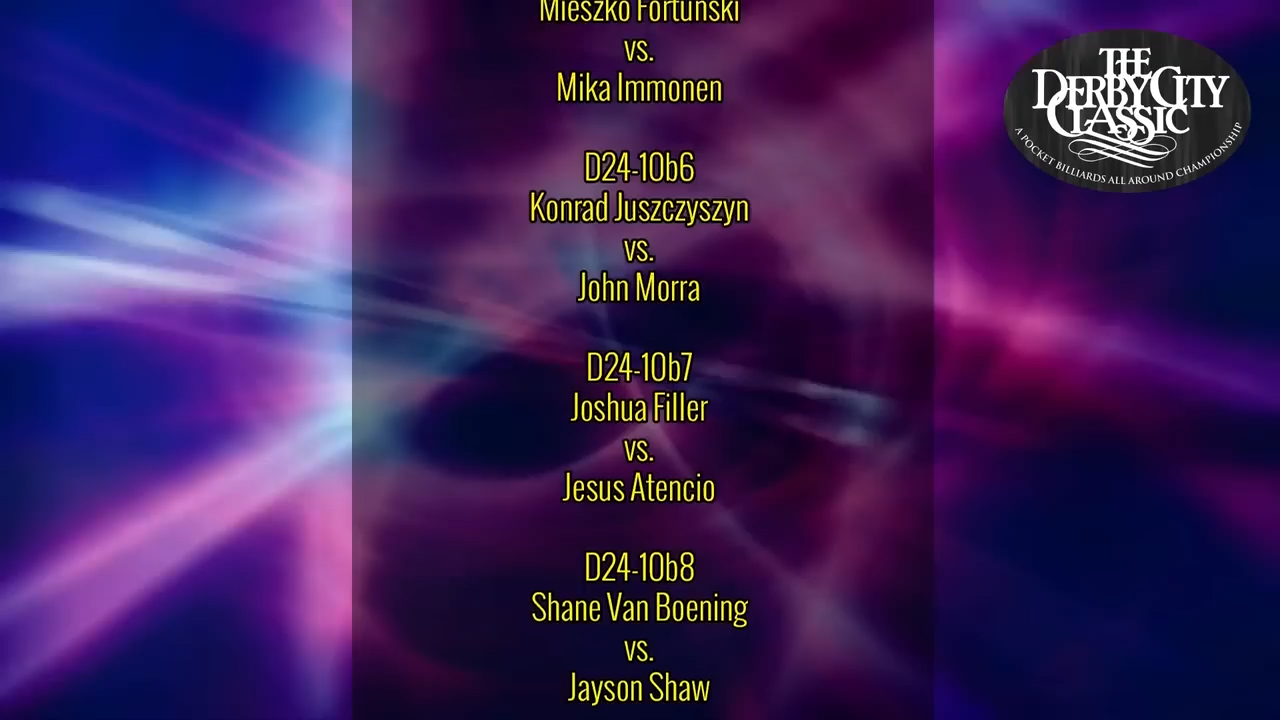 Mieszko Fortunski
vs.
Mika Immonen
D24-10b6
Konrad Juszczyszyn
vs.
John Morra
D24-10b7
Joshua Filler
vs.
Jesus Atencio
D24-10b8
Shane Van Boening
vs.
Jayson Shaw
THE
DERBY CITY
CLASSIC
A POCKET BILLIARDS ALL AROUND CHAMPIONSHIP